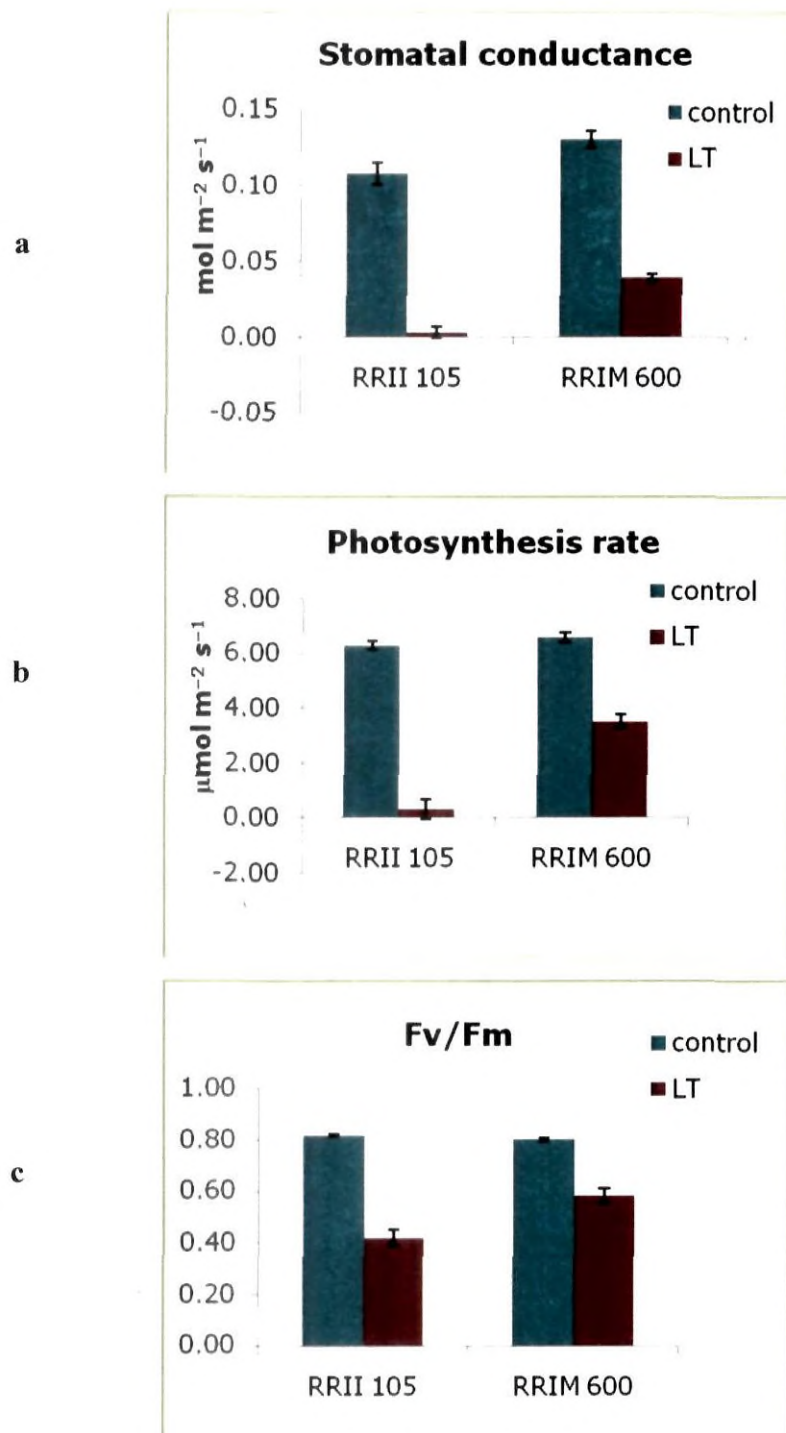 a
Stomatal conductance
mol m⁻² s⁻¹
0.15
0.10
0.05
0.00
-0.05
control
LT
RRII 105
RRIM 600
b
Photosynthesis rate
µmol m⁻² s⁻¹
8.00
6.00
4.00
2.00
0.00
-2.00
control
LT
RRII 105
RRIM 600
c
Fv/Fm
1.00
0.80
0.60
0.40
0.20
0.00
control
LT
RRII 105
RRIM 600